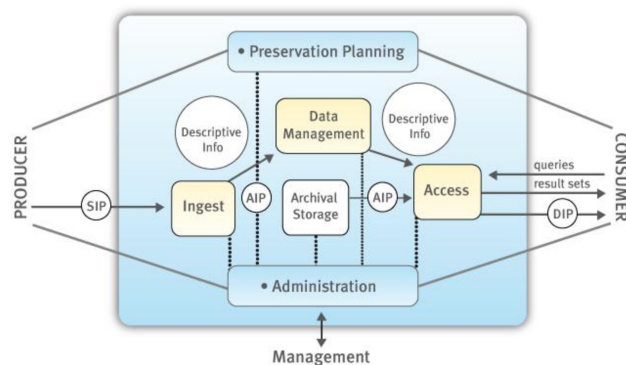 • Preservation Planning
Descriptive
Info
Data
Management
Descriptive
Info
PRODUCER
SIP
Ingest
AIP
Archival
Storage
AIP
Access
queries
result sets
DIP
CONSUMER
• Administration
Management